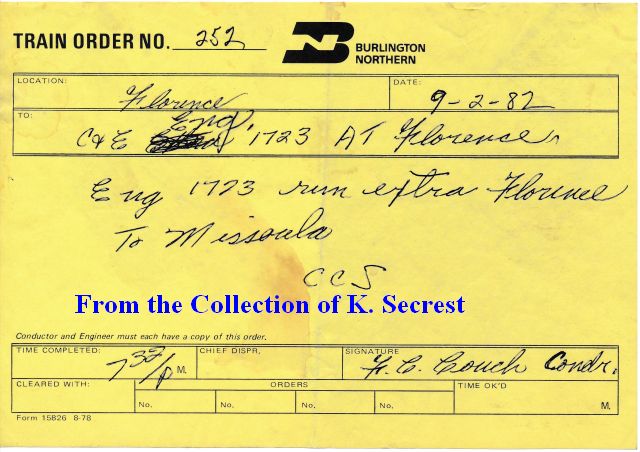 TRAIN ORDER NO. 252
BURLINGTON
NORTHERN
LOCATION: Florence
DATE: 9-2-82
TO: C & E Eng 1723 AT Florence
Eng 1723 run extra Florence
To Missoula
CCS
From the Collection of K. Secrest
Conductor and Engineer must each have a copy of this order.
TIME COMPLETED: 7 35/P M.
CHIEF DISPR,
SIGNATURE
F. C. Couch Condr.
CLEARED WITH:
ORDERS
TIME OK'D
No. No. No. No. M.
Form 15826 8-78